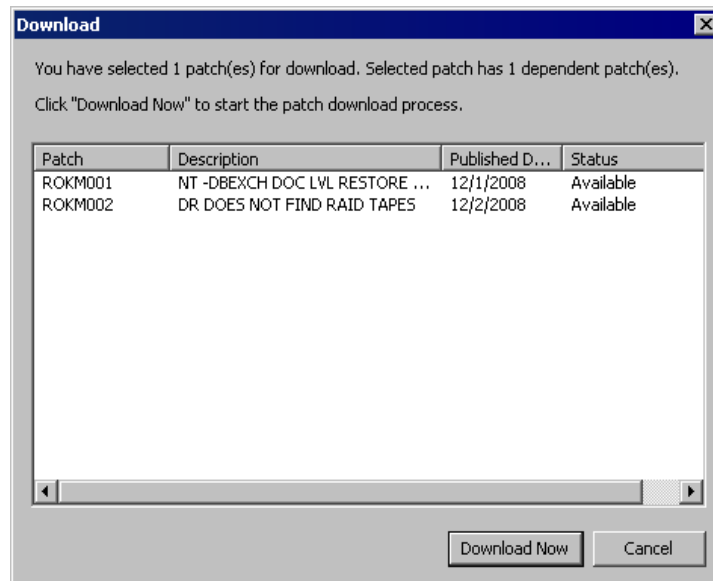 Download
You have selected 1 patch(es) for download. Selected patch has 1 dependent patch(es).
Click "Download Now" to start the patch download process.
Patch Description Published D... Status
ROKM001 NT -DBEXCH DOC LVL RESTORE ... 12/1/2008 Available
ROKM002 DR DOES NOT FIND RAID TAPES 12/2/2008 Available
Download Now Cancel